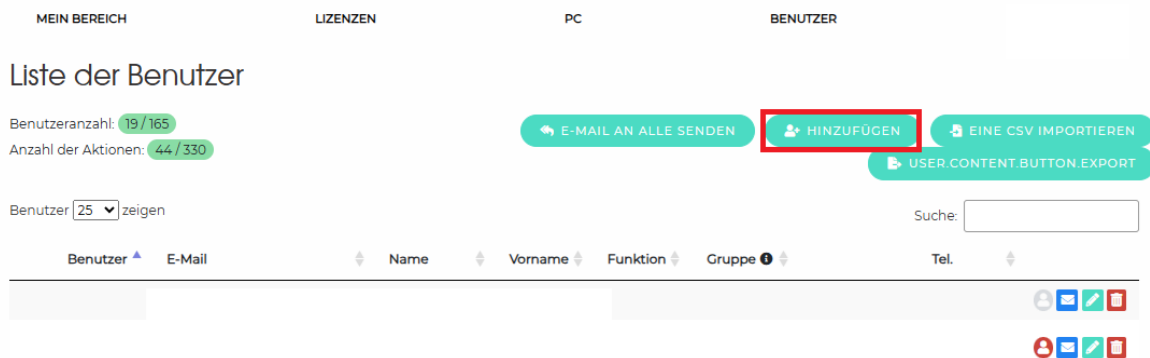 MEIN BEREICH LIZENZEN PC BENUTZER
Liste der Benutzer
Benutzeranzahl: 19 / 165
Anzahl der Aktionen: 44 / 330
E-MAIL AN ALLE SENDEN HINZUFÜGEN EINE CSV IMPORTIEREN
USER.CONTENT.BUTTON.EXPORT
Benutzer 25 zeigen Suche:
Benutzer E-Mail Name Vorname Funktion Gruppe Tel.